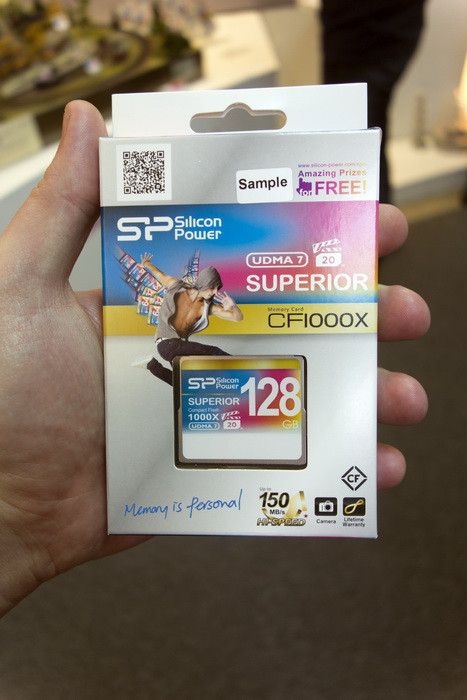 www.silicon-power.com
Sample
Amazing Prizes
for FREE!
SP Silicon
Power
UDMA 7
20
SUPERIOR
Memory Card
CF1000X
SP Silicon
Power
SUPERIOR
128
Compact Flash
1000X
GB
UDMA 7
20
CF
Memory is Personal
Up to
150
MB/s
HI-SPEED
Camera
Lifetime
Warranty